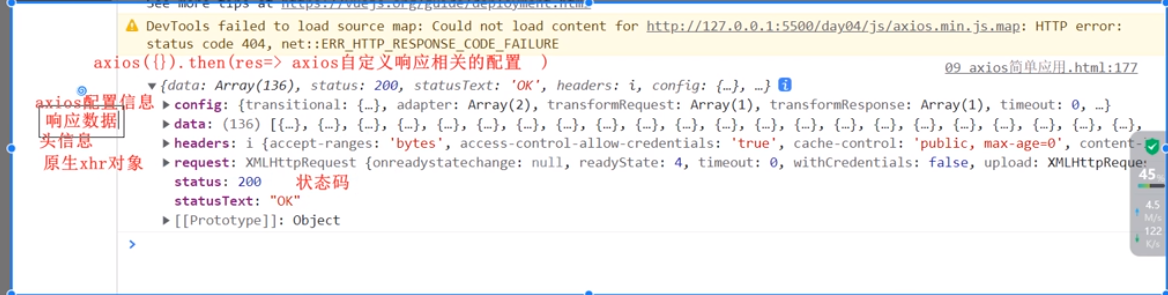 See more tips at https://vuejs.org/guide/deployment.html
DevTools failed to load source map: Could not load content for http://127.0.0.1:5500/day04/js/axios.min.js.map: HTTP error:
status code 404, net::ERR_HTTP_RESPONSE_CODE_FAILURE
axios({}).then(res=> axios自定义响应相关的配置 )
09_axios简单应用.html:177
{data: Array(136), status: 200, statusText: 'OK', headers: i, config: {…}, …}
axios配置信息
config: {transitional: {…}, adapter: Array(2), transformRequest: Array(1), transformResponse: Array(1), timeout: 0, …}
响应数据
data: (136) [{…}, {…}, {…}, {…}, {…}, {…}, {…}, {…}, {…}, {…}, {…}, {…}, {…}, {…}, {…}, {…}, {…}, {…}, {…},
头信息
headers: i {accept-ranges: 'bytes', access-control-allow-credentials: 'true', cache-control: 'public, max-age=0', content-
原生xhr对象
request: XMLHttpRequest {onreadystatechange: null, readyState: 4, timeout: 0, withCredentials: false, upload: XMLHttpReque
status: 200 状态码
statusText: "OK"
[[Prototype]]: Object
45%
4.5
M/s
122
K/s